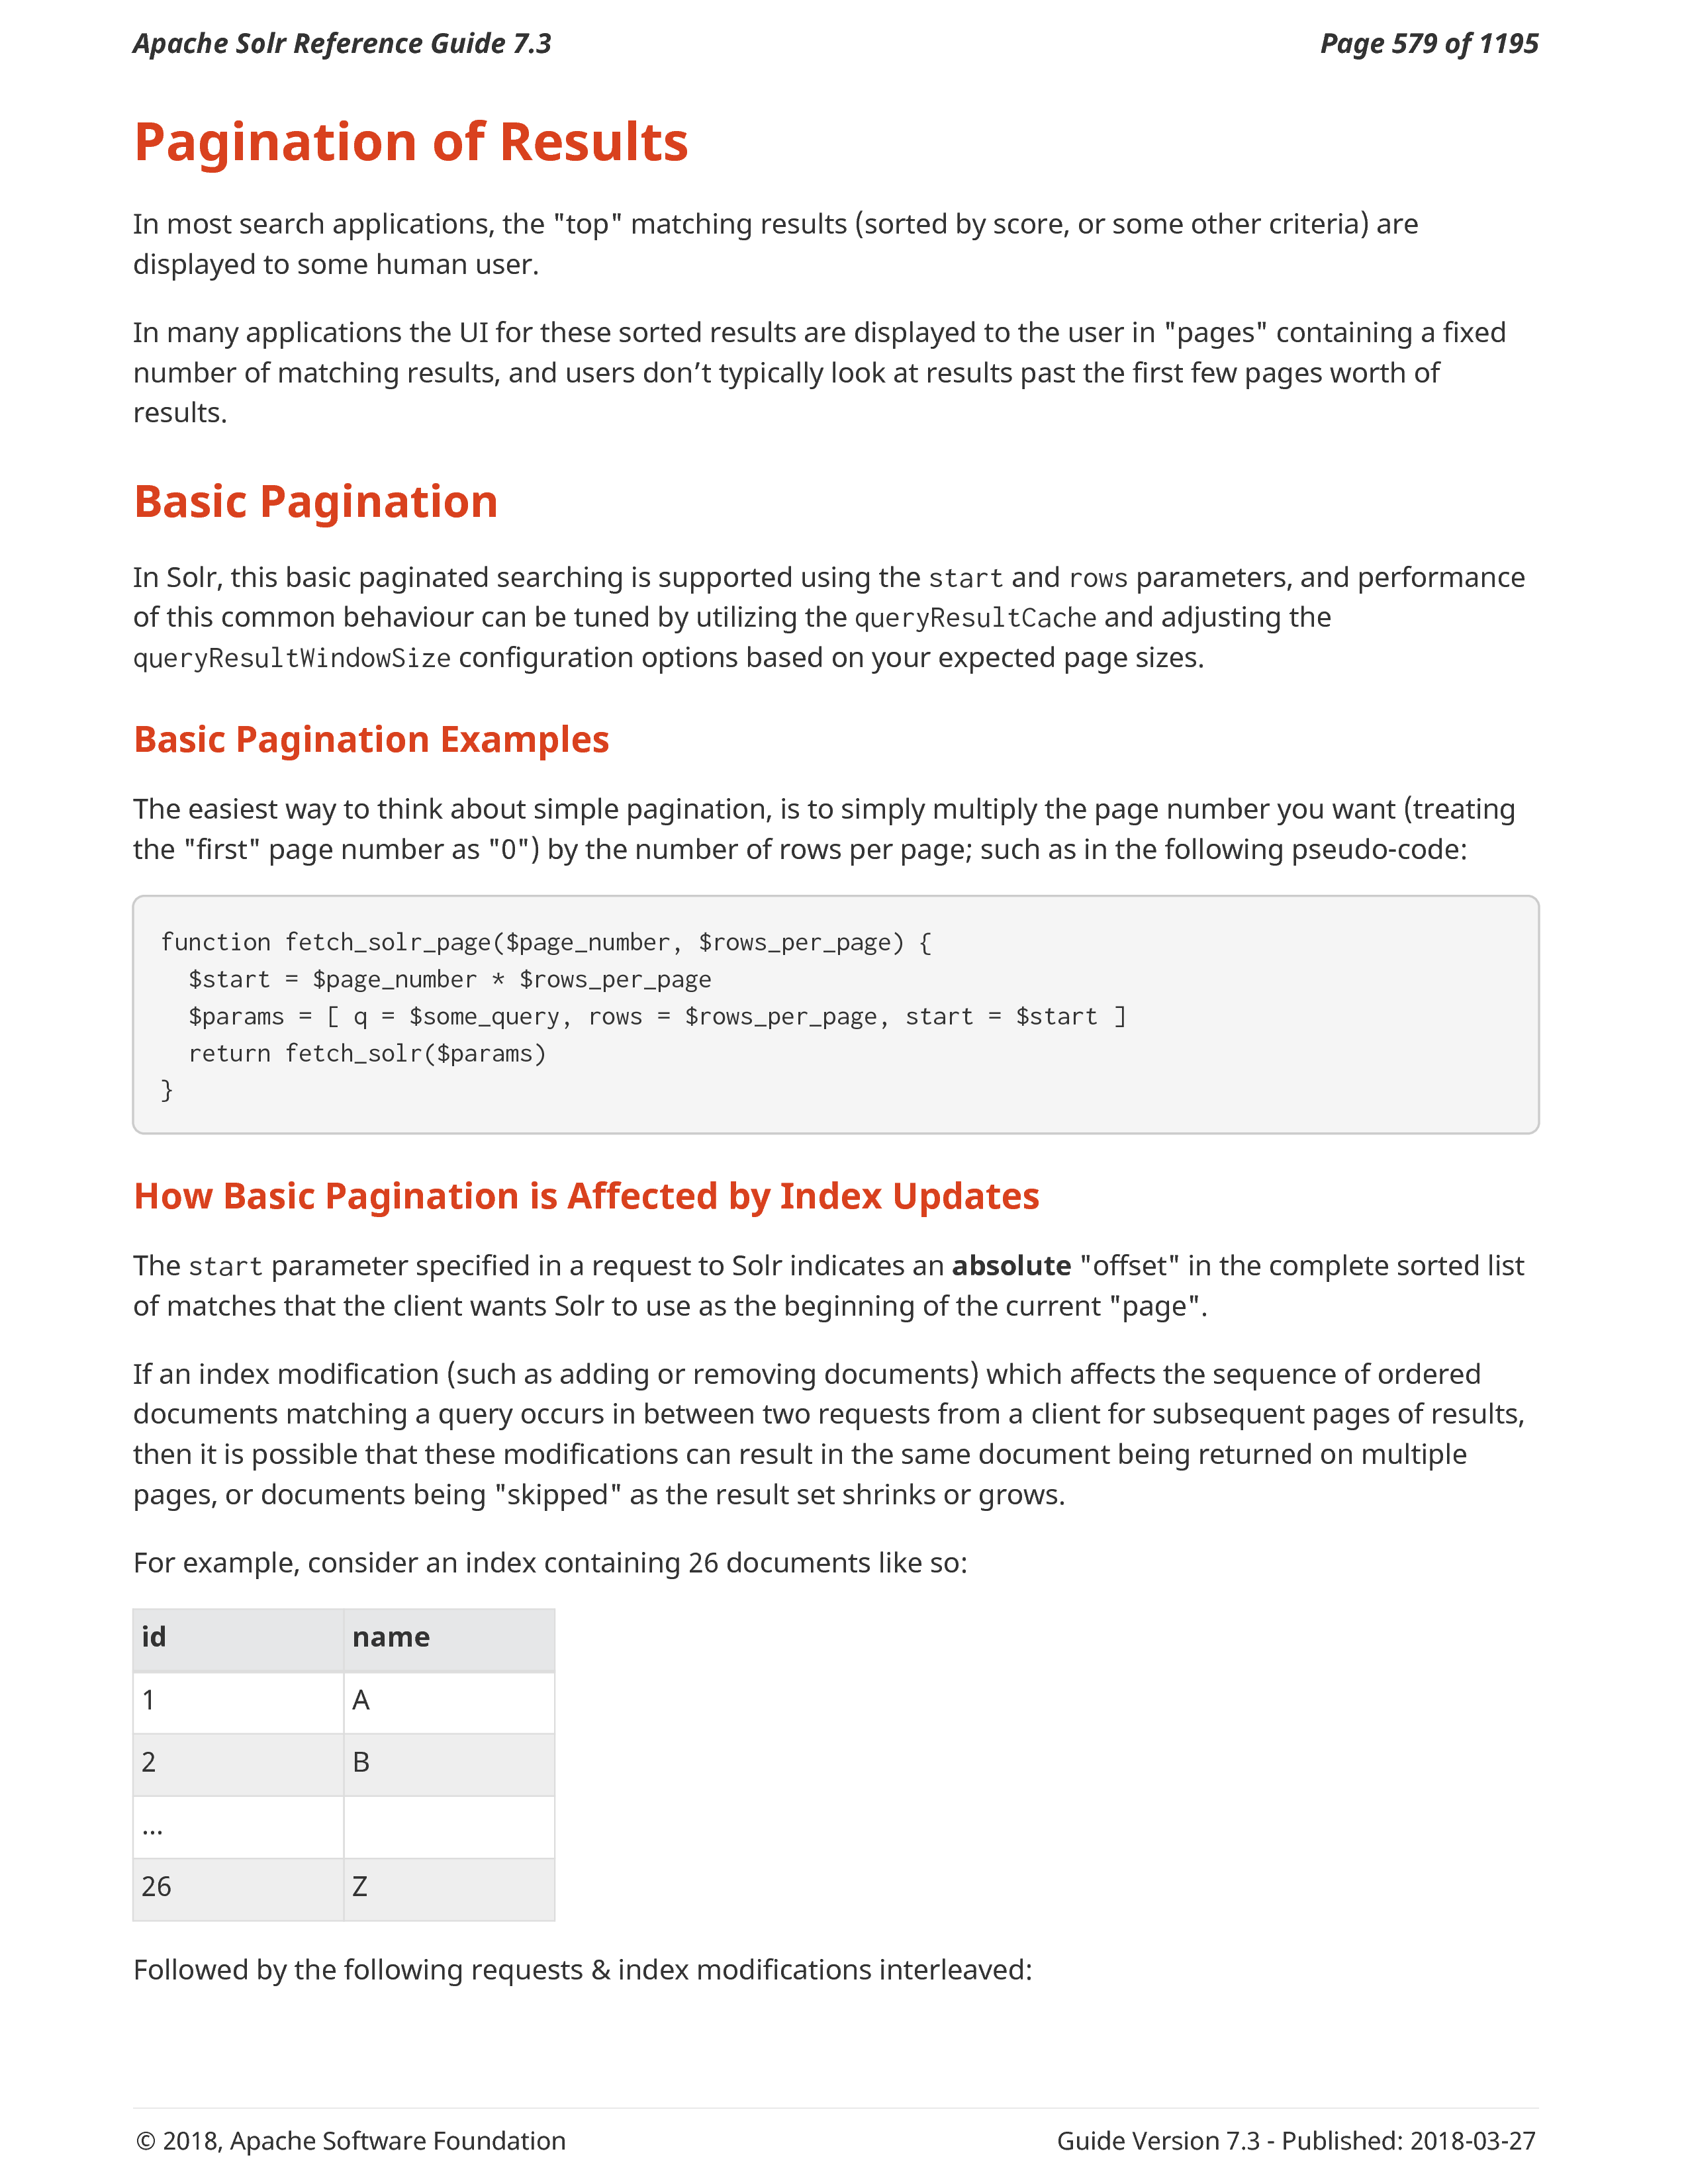 Apache Solr Reference Guide 7.3 Page 579 of 1195
Pagination of Results
In most search applications, the "top" matching results (sorted by score, or some other criteria) are
displayed to some human user.
In many applications the UI for these sorted results are displayed to the user in "pages" containing a fixed
number of matching results, and users don’t typically look at results past the first few pages worth of
results.
Basic Pagination
In Solr, this basic paginated searching is supported using the start and rows parameters, and performance
of this common behaviour can be tuned by utilizing the queryResultCache and adjusting the
queryResultWindowSize configuration options based on your expected page sizes.
Basic Pagination Examples
The easiest way to think about simple pagination, is to simply multiply the page number you want (treating
the "first" page number as "0") by the number of rows per page; such as in the following pseudo-code:
function fetch_solr_page($page_number, $rows_per_page) {
  $start = $page_number * $rows_per_page
  $params = [ q = $some_query, rows = $rows_per_page, start = $start ]
  return fetch_solr($params)
}
How Basic Pagination is Affected by Index Updates
The start parameter specified in a request to Solr indicates an absolute "offset" in the complete sorted list
of matches that the client wants Solr to use as the beginning of the current "page".
If an index modification (such as adding or removing documents) which affects the sequence of ordered
documents matching a query occurs in between two requests from a client for subsequent pages of results,
then it is possible that these modifications can result in the same document being returned on multiple
pages, or documents being "skipped" as the result set shrinks or grows.
For example, consider an index containing 26 documents like so:
id name
1 A
2 B
…
26 Z
Followed by the following requests & index modifications interleaved:
© 2018, Apache Software Foundation Guide Version 7.3 - Published: 2018-03-27